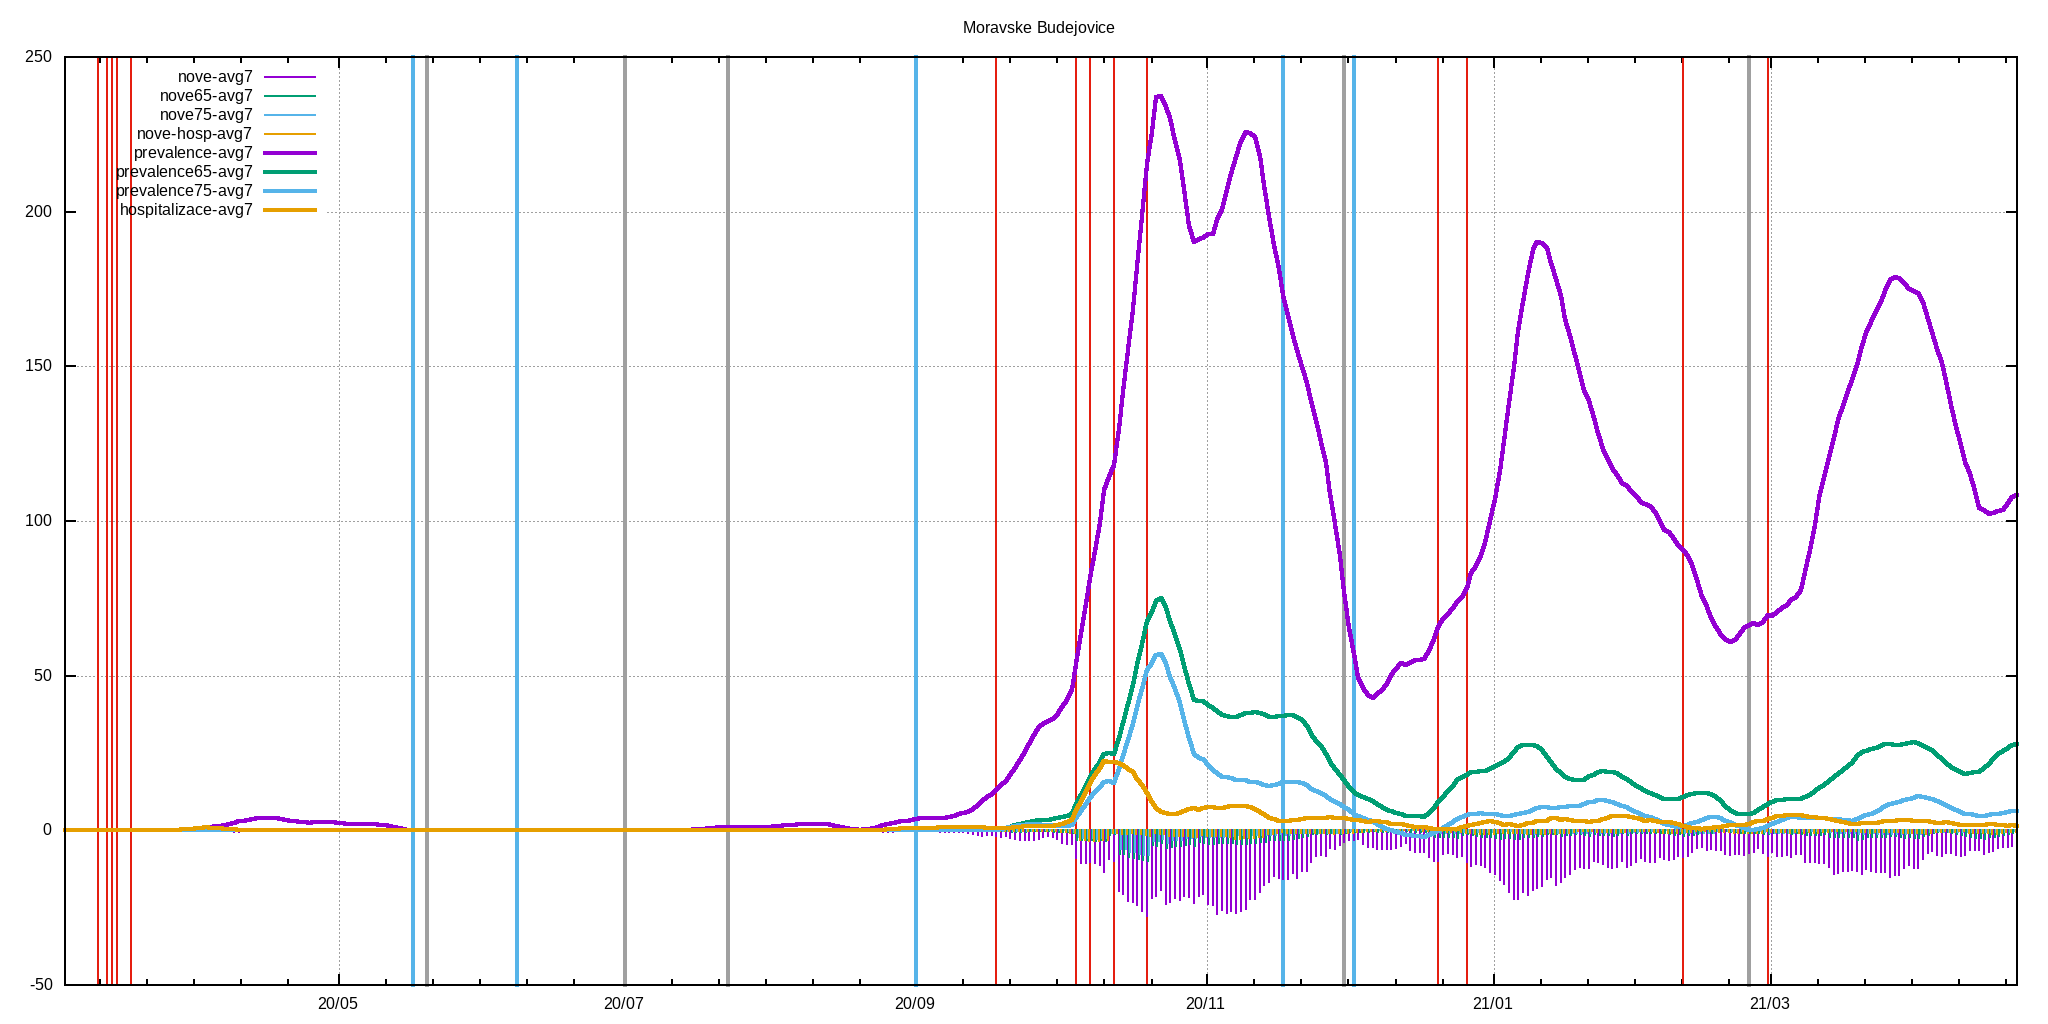 Moravske Budejovice
250
200
150
100
50
0
-50
nove-avg7
nove65-avg7
nove75-avg7
nove-hosp-avg7
prevalence-avg7
prevalence65-avg7
prevalence75-avg7
hospitalizace-avg7
20/05
20/07
20/09
20/11
21/01
21/03